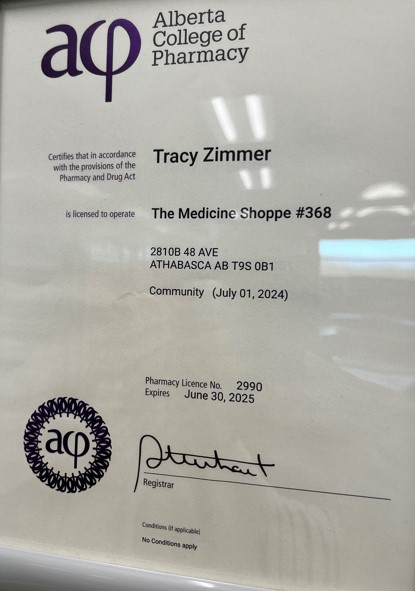 acp
Alberta
College of
Pharmacy
Certifies that in accordance
with the provisions of the
Pharmacy and Drug Act
Tracy Zimmer
is licensed to operate
The Medicine Shoppe #368
2810B 48 AVE
ATHABASCA AB T9S 0B1
Community (July 01, 2024)
Pharmacy Licence No. 2990
Expires June 30, 2025
acp
Registrar
Conditions (if applicable)
No Conditions apply